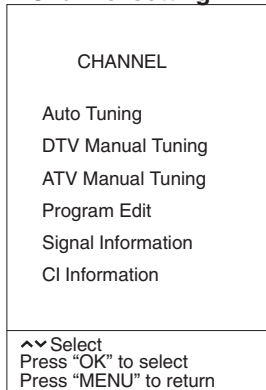 CHANNEL
Auto Tuning
DTV Manual Tuning
ATV Manual Tuning
Program Edit
Signal Information
CI Information
Select
Press “OK” to select
Press “MENU” to return